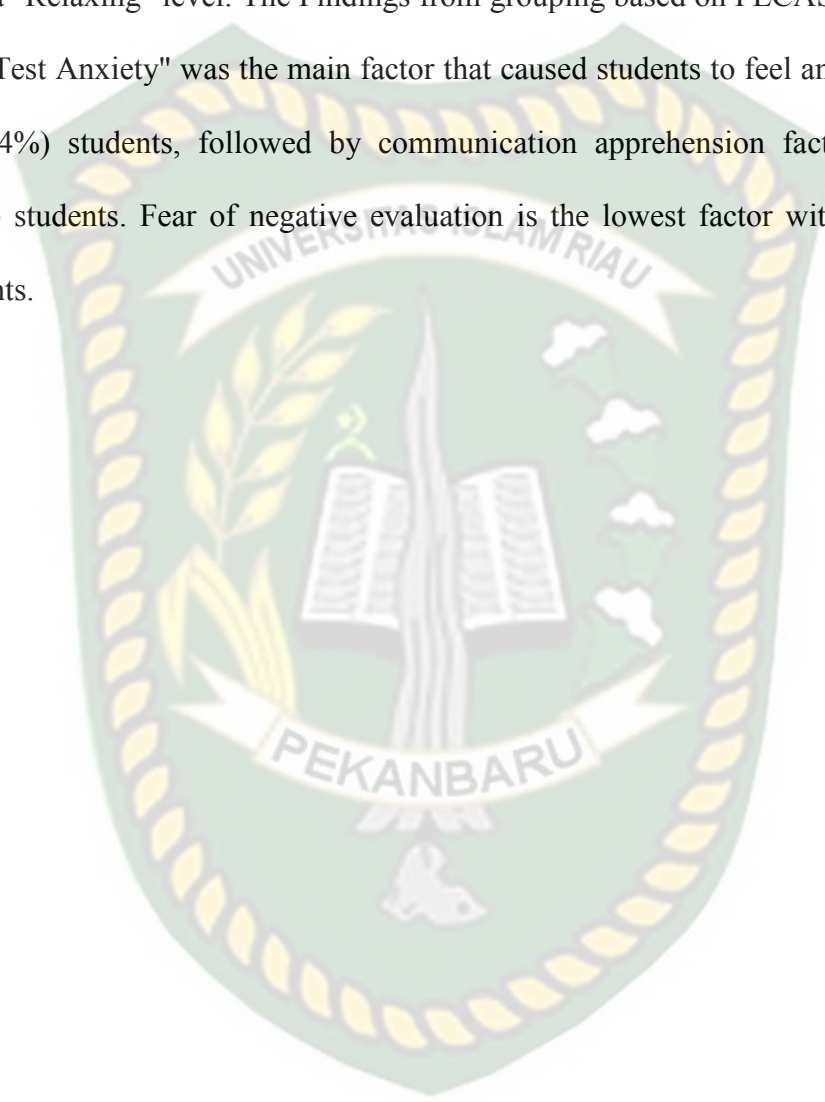 "Relaxing" level. The Findings from grouping based on FLCAS
Test Anxiety" was the main factor that caused students to feel an
4%) students, followed by communication apprehension fact
students. Fear of negative evaluation is the lowest factor wit
nts.
UNIVERSITAS ISLAM RIAU
PEKANBARU